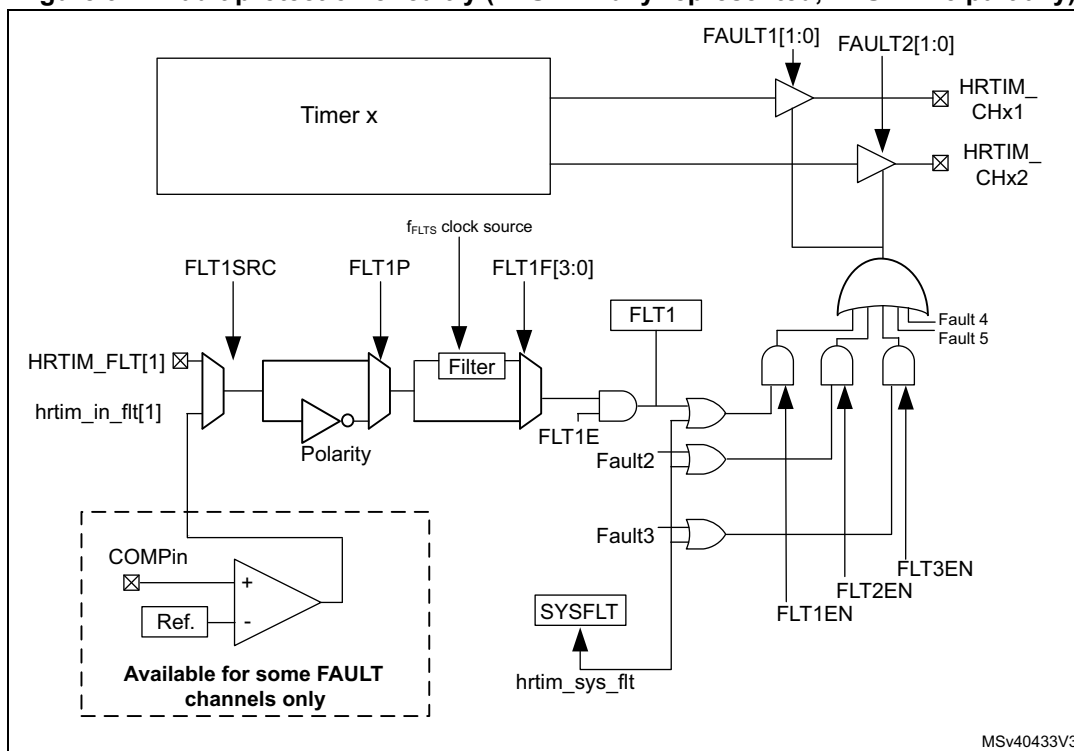 FAULT1[1:0]
FAULT2[1:0]
Timer x
HRTIM_
CHx1
HRTIM_
CHx2
fFLTS clock source
FLT1SRC
FLT1P
FLT1F[3:0]
FLT1
Fault 4
Fault 5
HRTIM_FLT[1]
Filter
hrtim_in_flt[1]
FLT1E
Polarity
Fault2
Fault3
COMPin
+
Ref.
-
FLT3EN
FLT2EN
FLT1EN
SYSFLT
Available for some FAULT
channels only
hrtim_sys_flt
MSv40433V3